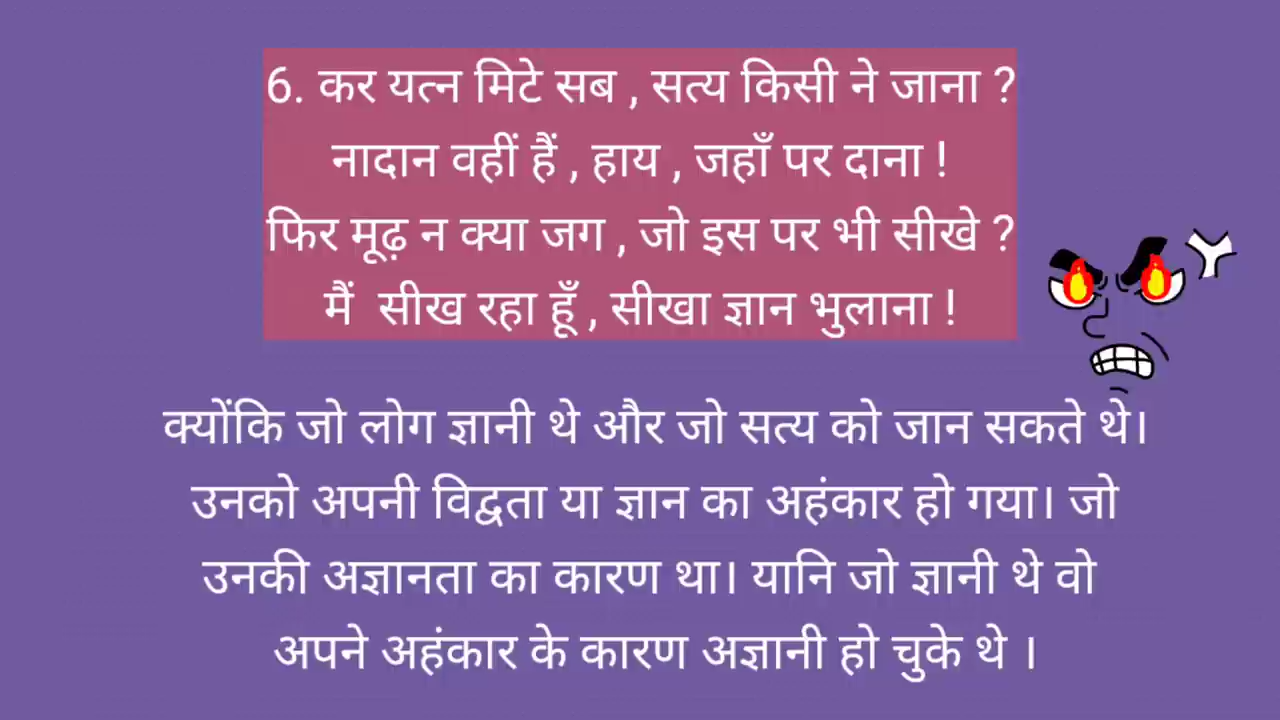 6. कर यत्न मिटे सब , सत्य किसी ने जाना ?
नादान वहीं हैं , हाय , जहाँ पर दाना !
फिर मूढ़ न क्या जग , जो इस पर भी सीखे ?
मैं सीख रहा हूँ , सीखा ज्ञान भुलाना !
क्योंकि जो लोग ज्ञानी थे और जो सत्य को जान सकते थे।
उनको अपनी विद्वता या ज्ञान का अहंकार हो गया। जो
उनकी अज्ञानता का कारण था। यानि जो ज्ञानी थे वो
अपने अहंकार के कारण अज्ञानी हो चुके थे ।